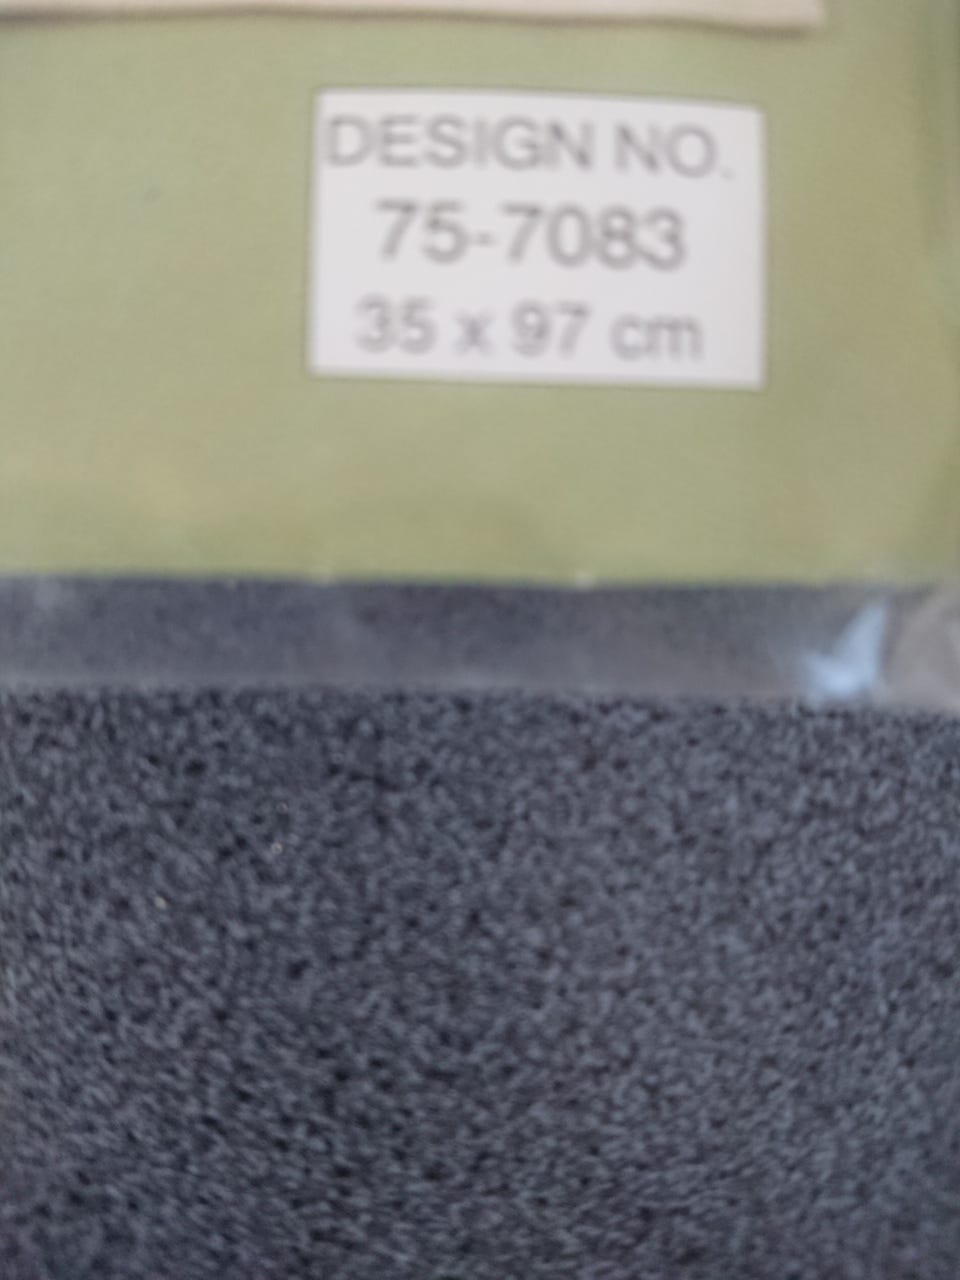 DESIGN NO.
75-7083
35 x 97 cm